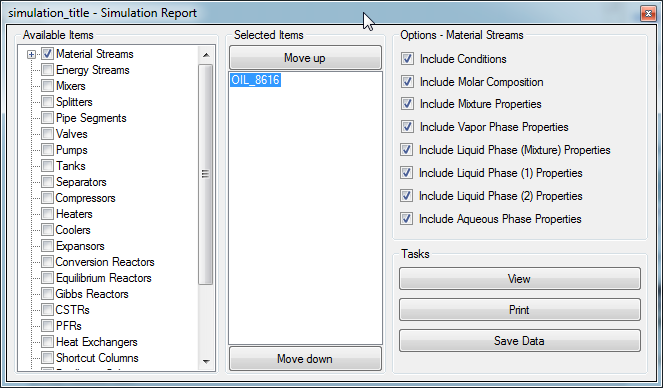 simulation_title - Simulation Report
Available Items
Material Streams
Energy Streams
Mixers
Splitters
Pipe Segments
Valves
Pumps
Tanks
Separators
Compressors
Heaters
Coolers
Expansors
Conversion Reactors
Equilibrium Reactors
Gibbs Reactors
CSTRs
PFRs
Heat Exchangers
Shortcut Columns
Selected Items
Move up
OIL_8616
Move down
Options - Material Streams
Include Conditions
Include Molar Composition
Include Mixture Properties
Include Vapor Phase Properties
Include Liquid Phase (Mixture) Properties
Include Liquid Phase (1) Properties
Include Liquid Phase (2) Properties
Include Aqueous Phase Properties
Tasks
View
Print
Save Data